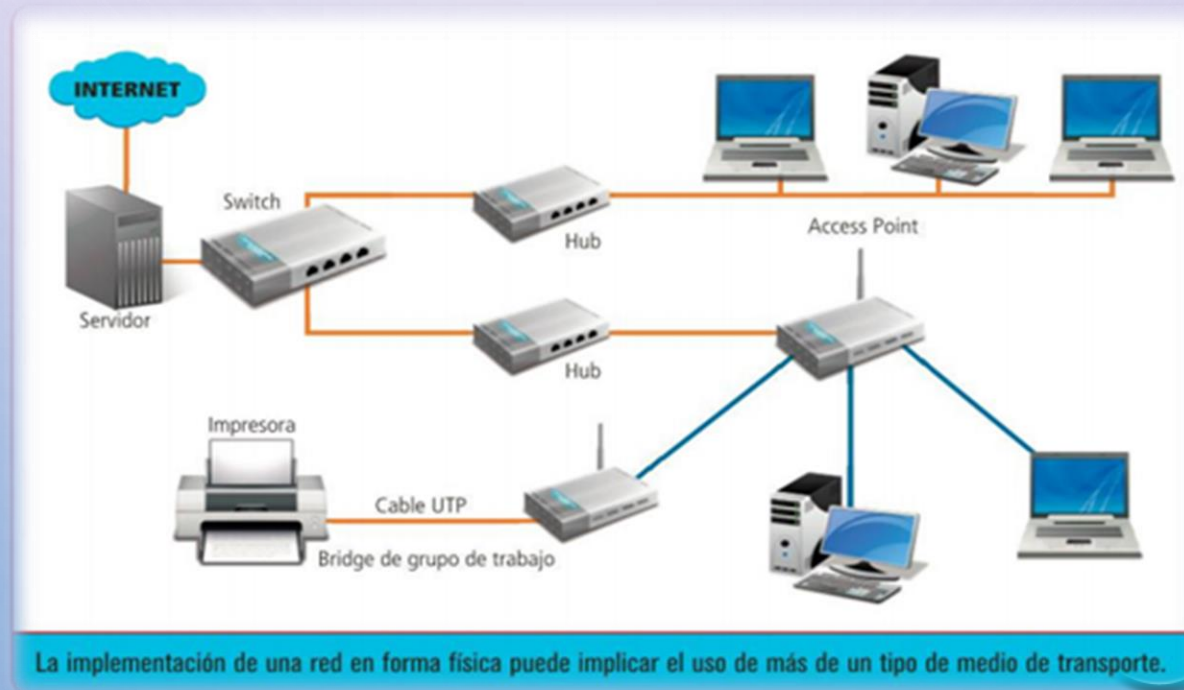 INTERNET
Switch
Hub
Access Point
Servidor
Hub
Impresora
Cable UTP
Bridge de grupo de trabajo
La implementación de una red en forma física puede implicar el uso de más de un tipo de medio de transporte.